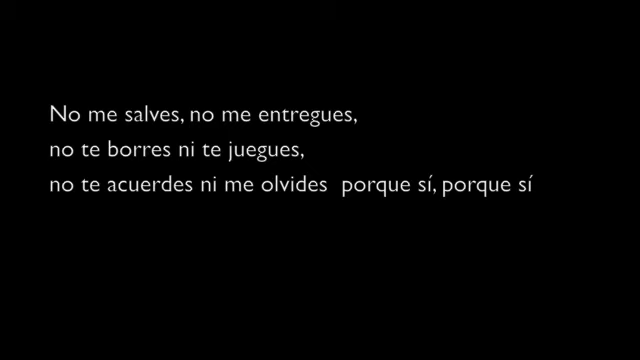 No me salves, no me entregues,
no te borres ni te juegues,
no te acuerdes ni me olvides porque sí, porque sí